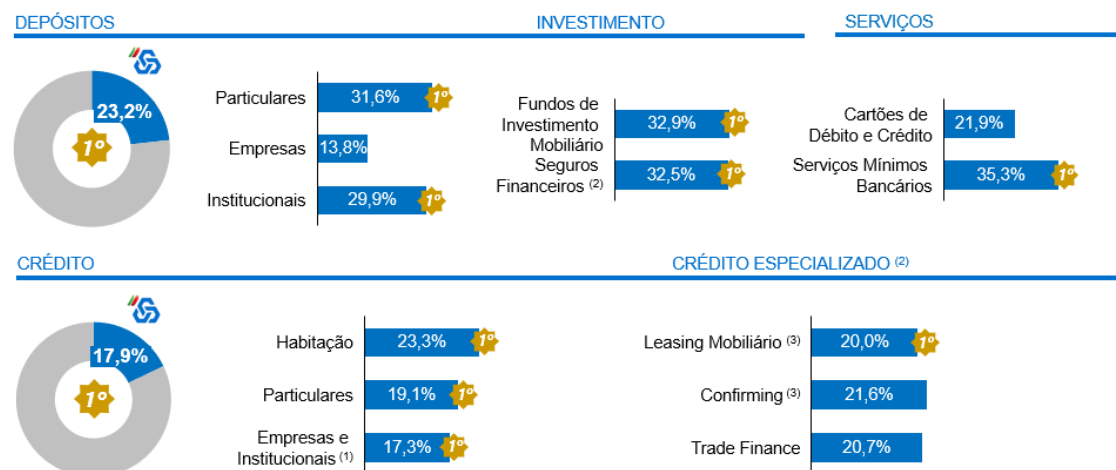 DEPÓSITOS
INVESTIMENTO
SERVIÇOS
23,2%
1º
Particulares
31,6%
1º
Empresas
13,8%
Institucionais
29,9%
1º
Fundos de
Investimento
Mobiliário
32,9%
1º
Seguros
Financeiros (2)
32,5%
1º
Cartões de
Débito e Crédito
21,9%
Serviços Mínimos
Bancários
35,3%
1º
CRÉDITO
CRÉDITO ESPECIALIZADO (2)
17,9%
1º
Habitação
23,3%
1º
Particulares
19,1%
1º
Empresas e
Institucionais (1)
17,3%
1º
Leasing Mobiliário (3)
20,0%
1º
Confirming (3)
21,6%
Trade Finance
20,7%